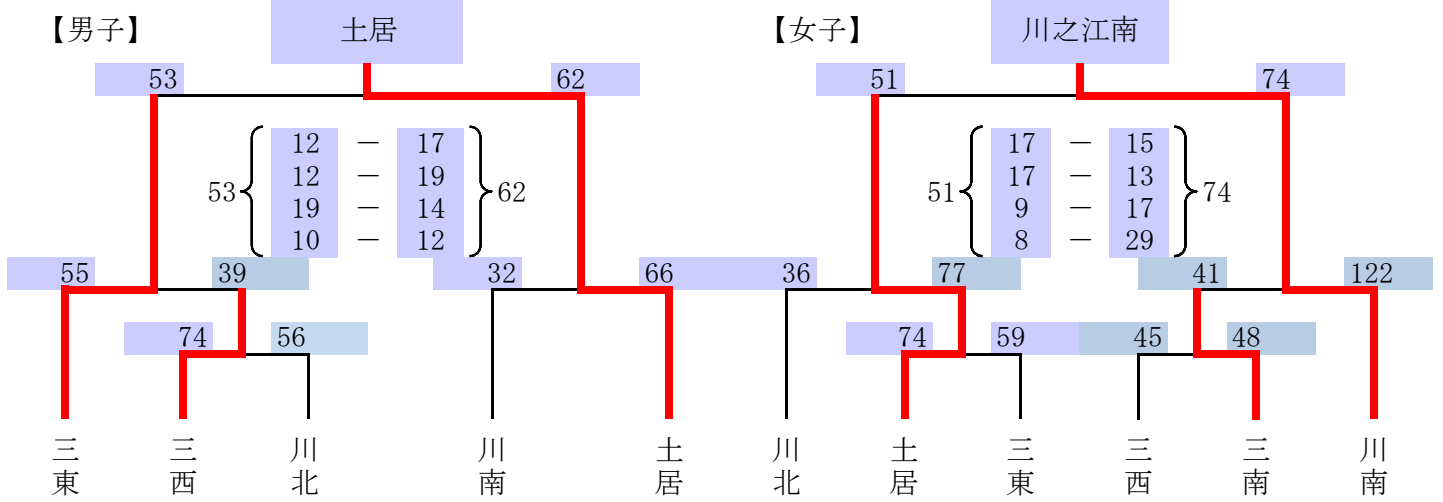 【男子】 土居 【女子】 川之江南
53 62 51 74
12 － 17 17 － 15
12 － 19 17 － 13
53 62 51 74
19 － 14 9 － 17
10 － 12 8 － 29
55 39 32 66 36 77 41 122
74 56 74 59 45 48
三東 三西 川北 川南 土居 川北 土居 三東 三西 三南 川南